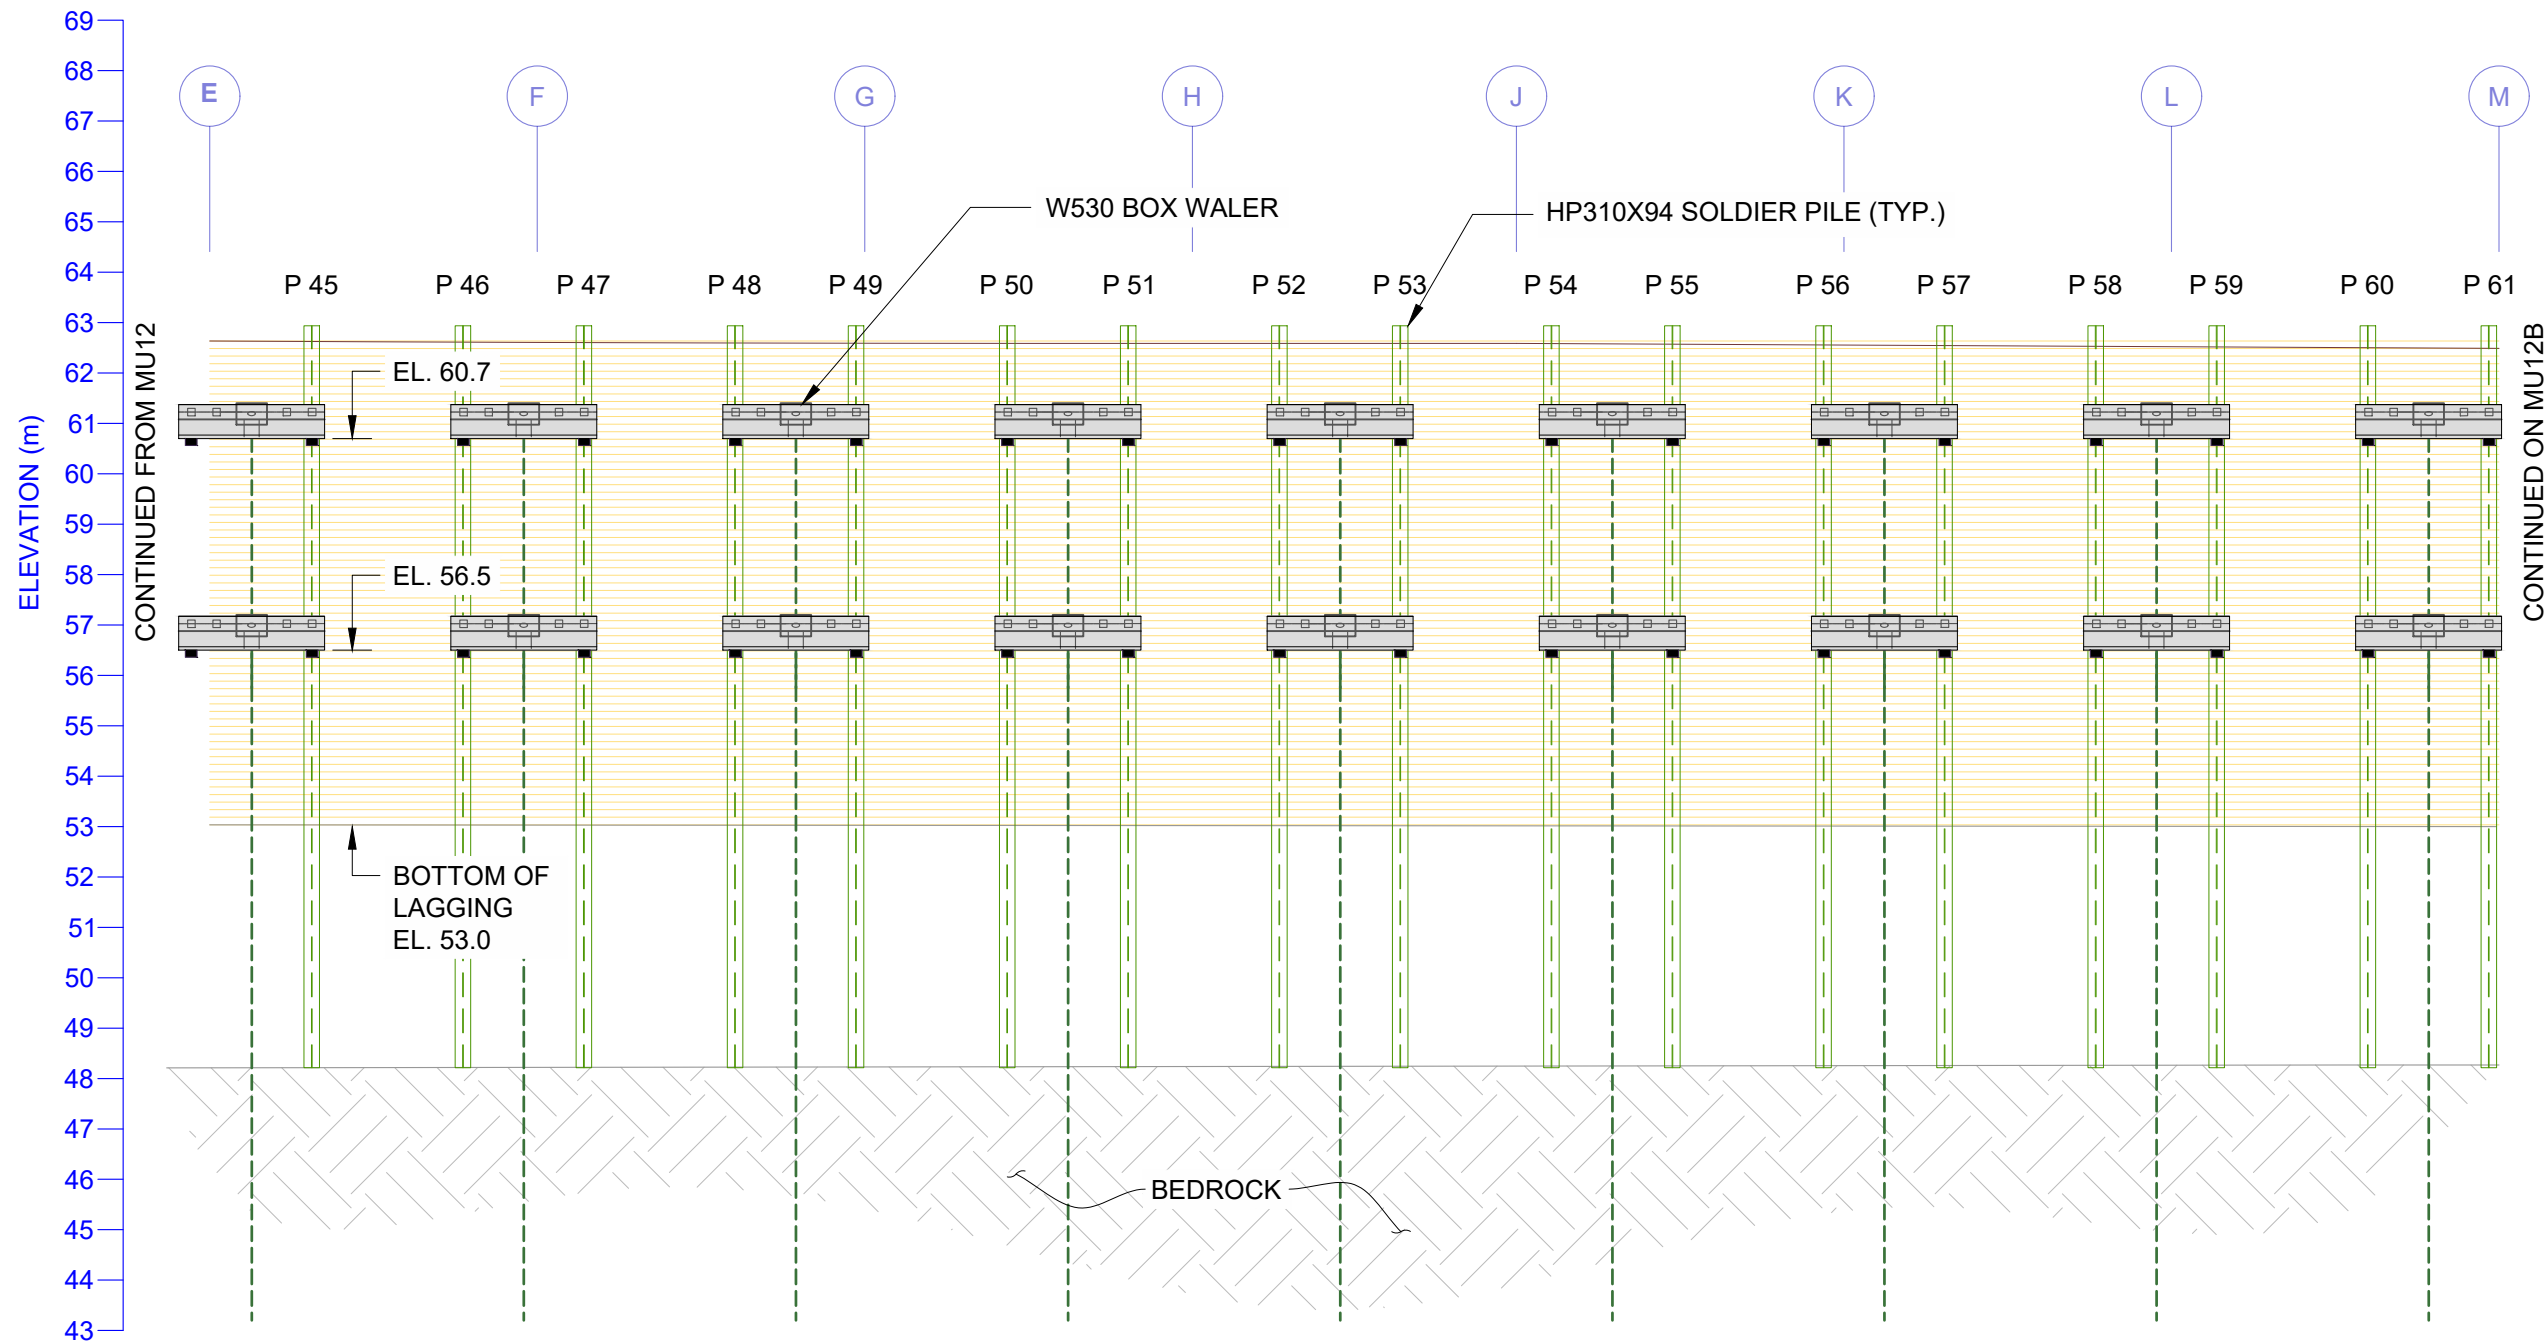 69
68
67
66
65
64
63
62
61
60
59
58
57
56
55
54
53
52
51
50
49
48
47
46
45
44
43
ELEVATION (m)
E
F
G
H
J
K
L
M
W530 BOX WALER
HP310X94 SOLDIER PILE (TYP.)
P 45
P 46
P 47
P 48
P 49
P 50
P 51
P 52
P 53
P 54
P 55
P 56
P 57
P 58
P 59
P 60
P 61
CONTINUED FROM MU12
CONTINUED ON MU12B
EL. 60.7
EL. 56.5
BOTTOM OF
LAGGING
EL. 53.0
BEDROCK